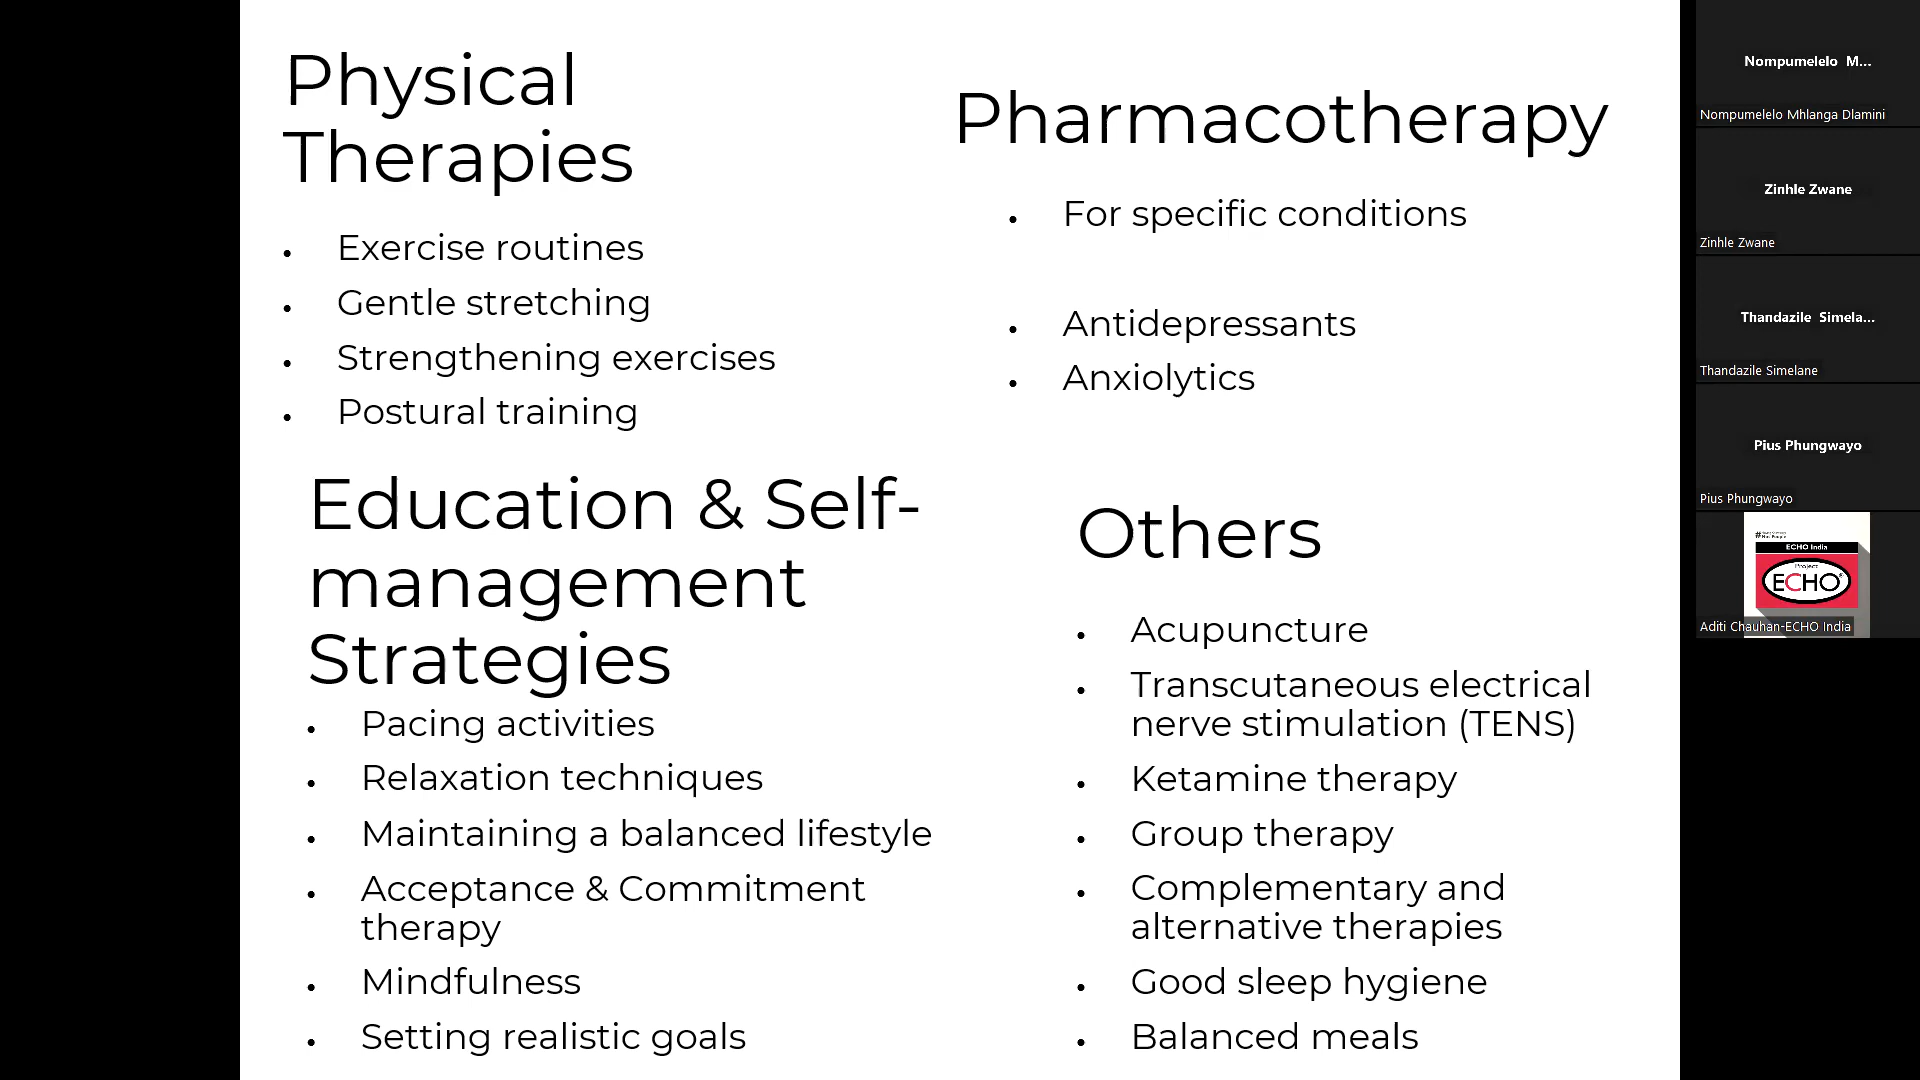 Physical
Therapies
Exercise routines
Gentle stretching
Strengthening exercises
Postural training
Pharmacotherapy
For specific conditions
Antidepressants
Anxiolytics
Education & Self-
management
Strategies
Pacing activities
Relaxation techniques
Maintaining a balanced lifestyle
Acceptance & Commitment
therapy
Mindfulness
Setting realistic goals
Others
Acupuncture
Transcutaneous electrical
nerve stimulation (TENS)
Ketamine therapy
Group therapy
Complementary and
alternative therapies
Good sleep hygiene
Balanced meals
Nompumelelo M...
Nompumelelo Mhlanga Dlamini
Zinhle Zwane
Zinhle Zwane
Thandazile Simela...
Thandazile Simelane
Pius Phungwayo
Pius Phungwayo
ECHO India
Project
ECHO®
Aditi Chauhan-ECHO India